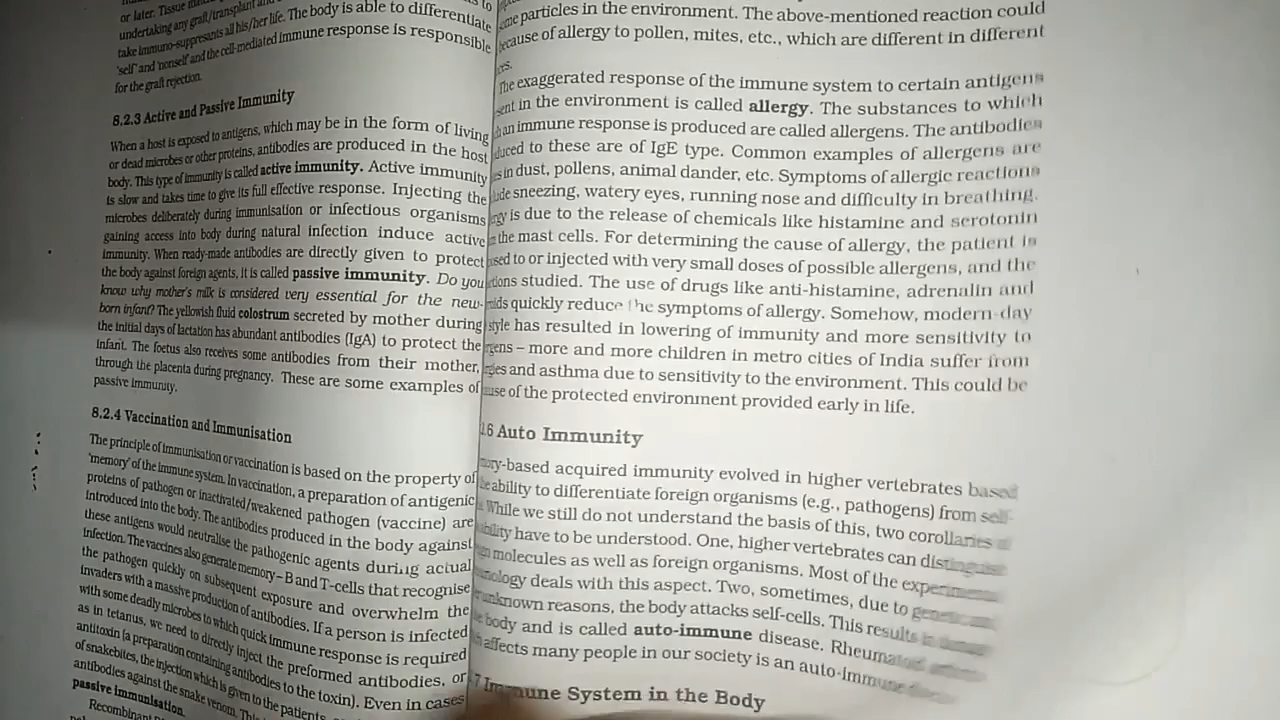 or later. Tissue
undertaking any graft/transplant and
take immuno-suppresants all his/her life. The body is able to differentiate
'self' and 'nonself' and the cell-mediated immune response is responsible
for the graft rejection.
8.2.3 Active and Passive Immunity
When a host is exposed to antigens, which may be in the form of living
or dead microbes or other proteins, antibodies are produced in the host
body. This type of immunity is called active immunity. Active immunity
is slow and takes time to give its full effective response. Injecting the
microbes deliberately during immunisation or infectious organisms
gaining access into body during natural infection induce active
immunity. When ready-made antibodies are directly given to protect
the body against foreign agents, it is called passive immunity. Do you
know why mother's milk is considered very essential for the new-
born infant? The yellowish fluid colostrum secreted by mother during
the initial days of lactation has abundant antibodies (IgA) to protect the
infant. The foetus also receives some antibodies from their mother,
through the placenta during pregnancy. These are some examples of
passive immunity.
8.2.4 Vaccination and Immunisation
The principle of immunisation or vaccination is based on the property of
'memory' of the immune system. In vaccination, a preparation of antigenic
proteins of pathogen or inactivated/weakened pathogen (vaccine) are
introduced into the body. The antibodies produced in the body against
these antigens would neutralise the pathogenic agents during actual
infection. The vaccines also generate memory – B and T-cells that recognise
the pathogen quickly on subsequent exposure and overwhelm the
invaders with a massive production of antibodies. If a person is infected
with some deadly microbes to which quick immune response is required
as in tetanus, we need to directly inject the preformed antibodies, or
antitoxin (a preparation containing antibodies to the toxin). Even in cases
of snakebites, the injection which is given to the patients,
antibodies against the snake venom. This
passive immunisation.
Recombinant
particles in the environment. The above-mentioned reaction could
because of allergy to pollen, mites, etc., which are different in different
The exaggerated response of the immune system to certain antigens
in the environment is called allergy. The substances to which
an immune response is produced are called allergens. The antibodies
to these are of IgE type. Common examples of allergens are
in dust, pollens, animal dander, etc. Symptoms of allergic reactions
sneezing, watery eyes, running nose and difficulty in breathing.
is due to the release of chemicals like histamine and serotonin
the mast cells. For determining the cause of allergy, the patient is
to or injected with very small doses of possible allergens, and the
studied. The use of drugs like anti-histamine, adrenalin and
quickly reduce the symptoms of allergy. Somehow, modern-day
style has resulted in lowering of immunity and more sensitivity to
– more and more children in metro cities of India suffer from
and asthma due to sensitivity to the environment. This could be
of the protected environment provided early in life.
.6 Auto Immunity
-based acquired immunity evolved in higher vertebrates based
ability to differentiate foreign organisms (e.g., pathogens) from self-
While we still do not understand the basis of this, two corollaries
have to be understood. One, higher vertebrates can distinguish
molecules as well as foreign organisms. Most of the experimental
deals with this aspect. Two, sometimes, due to genetic and
unknown reasons, the body attacks self-cells. This results in damage
body and is called auto-immune disease. Rheumatoid
affects many people in our society is an auto-immune
7 Immune System in the Body